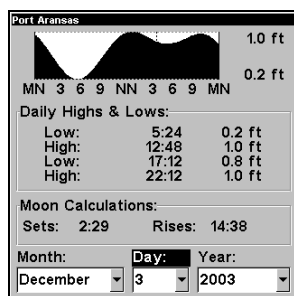 Port Aransas
1.0 ft
0.2 ft
MN 3 6 9 NN 3 6 9 MN
Daily Highs & Lows:
Low: 5:24 0.2 ft
High: 12:48 1.0 ft
Low: 17:12 0.8 ft
High: 22:12 1.0 ft
Moon Calculations:
Sets: 2:29 Rises: 14:38
Month: Day: Year:
December 3 2003